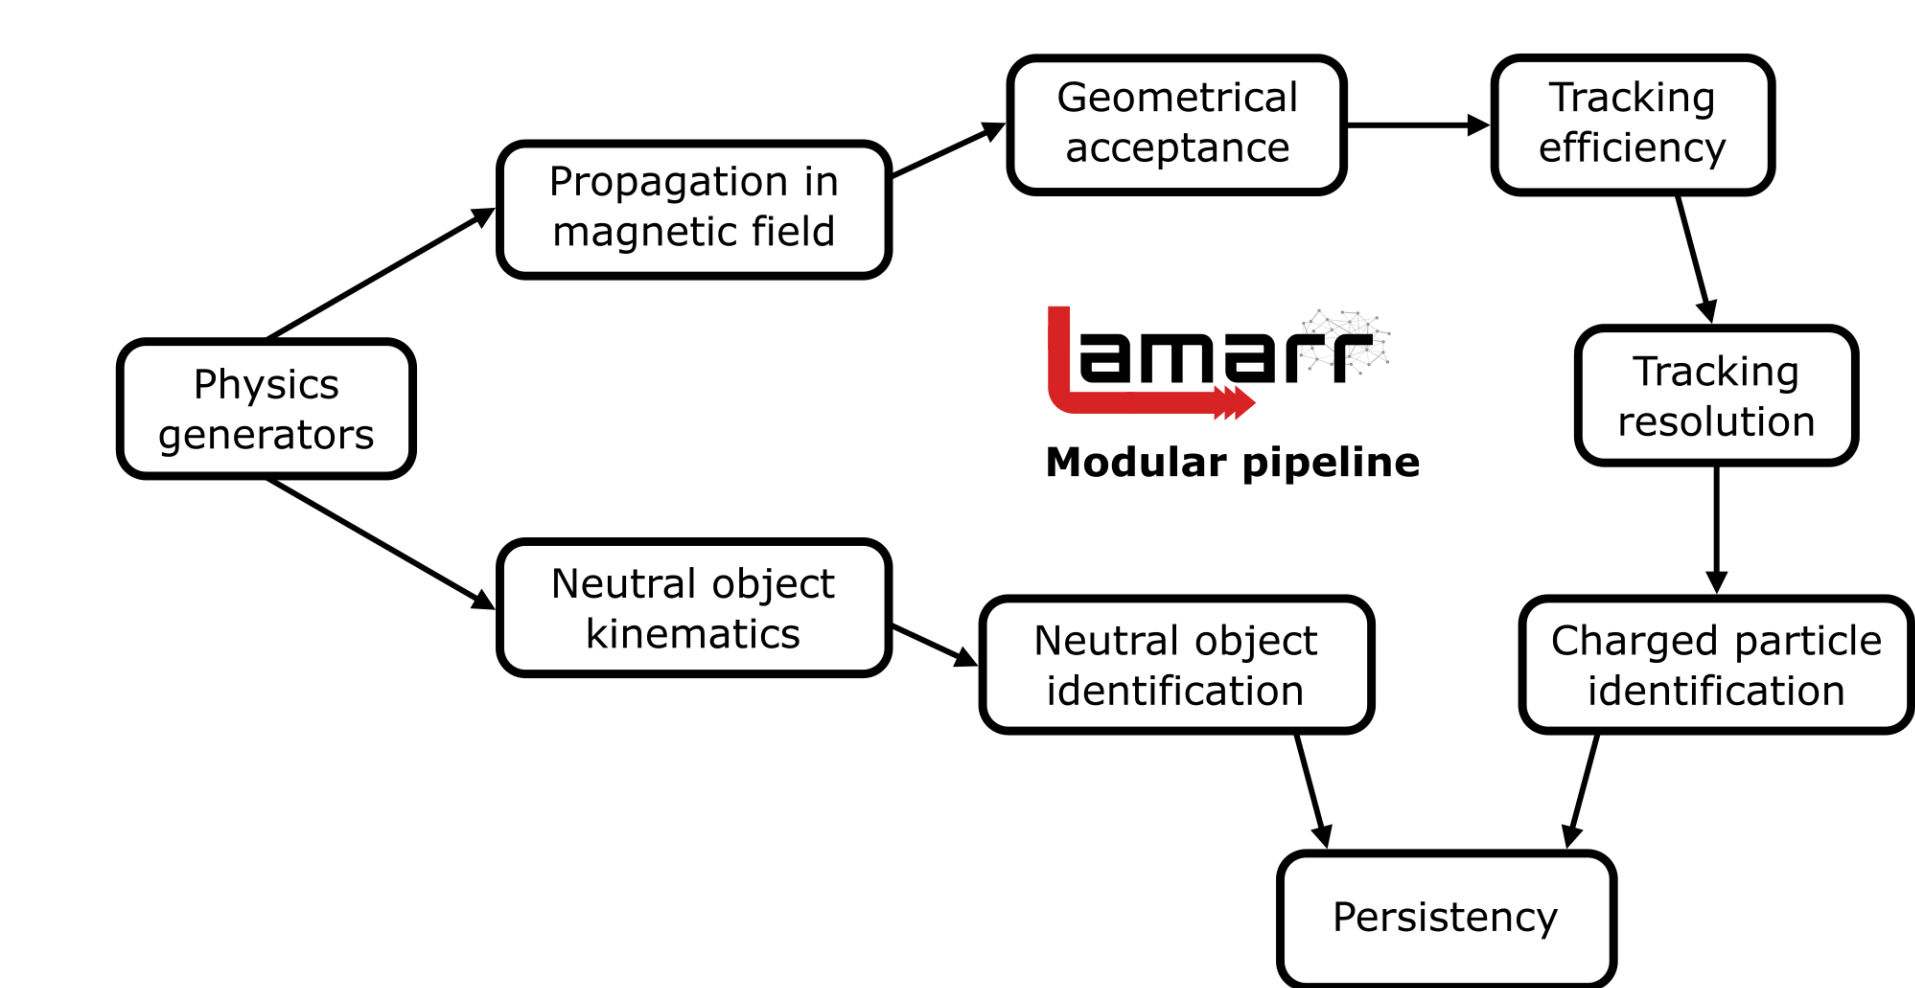 Geometrical
acceptance
Tracking
efficiency
Propagation in
magnetic field
Lamarr
Modular pipeline
Physics
generators
Tracking
resolution
Neutral object
kinematics
Neutral object
identification
Charged particle
identification
Persistency